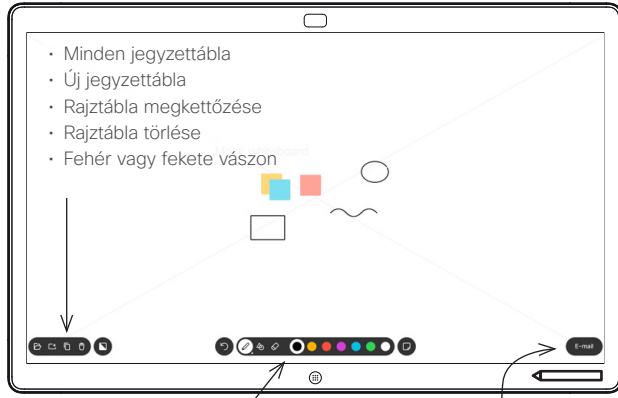 • Minden jegyzettábla
• Új jegyzettábla
• Rajztábla megkettőzése
• Rajztábla törlése
• Fehér vagy fekete vászon
E-mail